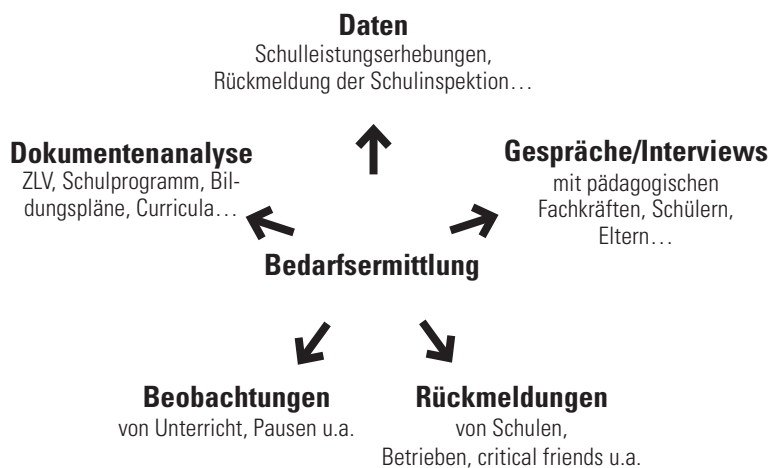 Daten
Schulleistungserhebungen,
Rückmeldung der Schulinspektion…
Dokumentenanalyse
ZLV, Schulprogramm, Bil-
dungspläne, Curricula…
Gespräche/Interviews
mit pädagogischen
Fachkräften, Schülern,
Eltern…
Bedarfsermittlung
Beobachtungen
von Unterricht, Pausen u.a.
Rückmeldungen
von Schulen,
Betrieben, critical friends u.a.